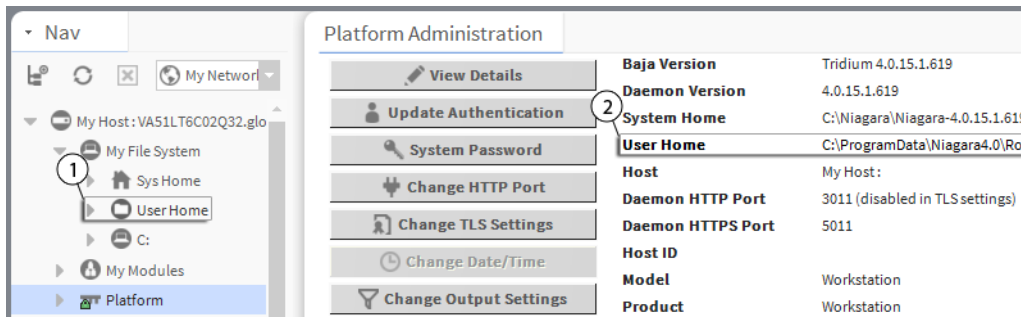 Nav
My Networ
My Host : VA51LT6C02Q32.glo
My File System
1
Sys Home
User Home
C:
My Modules
Platform
Platform Administration
View Details
Update Authentication
System Password
Change HTTP Port
Change TLS Settings
Change Date/Time
Change Output Settings
Baja Version Tridium 4.0.15.1.619
Daemon Version 4.0.15.1.619
2
System Home C:\Niagara\Niagara-4.0.15.1.619
User Home C:\ProgramData\Niagara4.0\Ro
Host My Host :
Daemon HTTP Port 3011 (disabled in TLS settings)
Daemon HTTPS Port 5011
Host ID
Model Workstation
Product Workstation